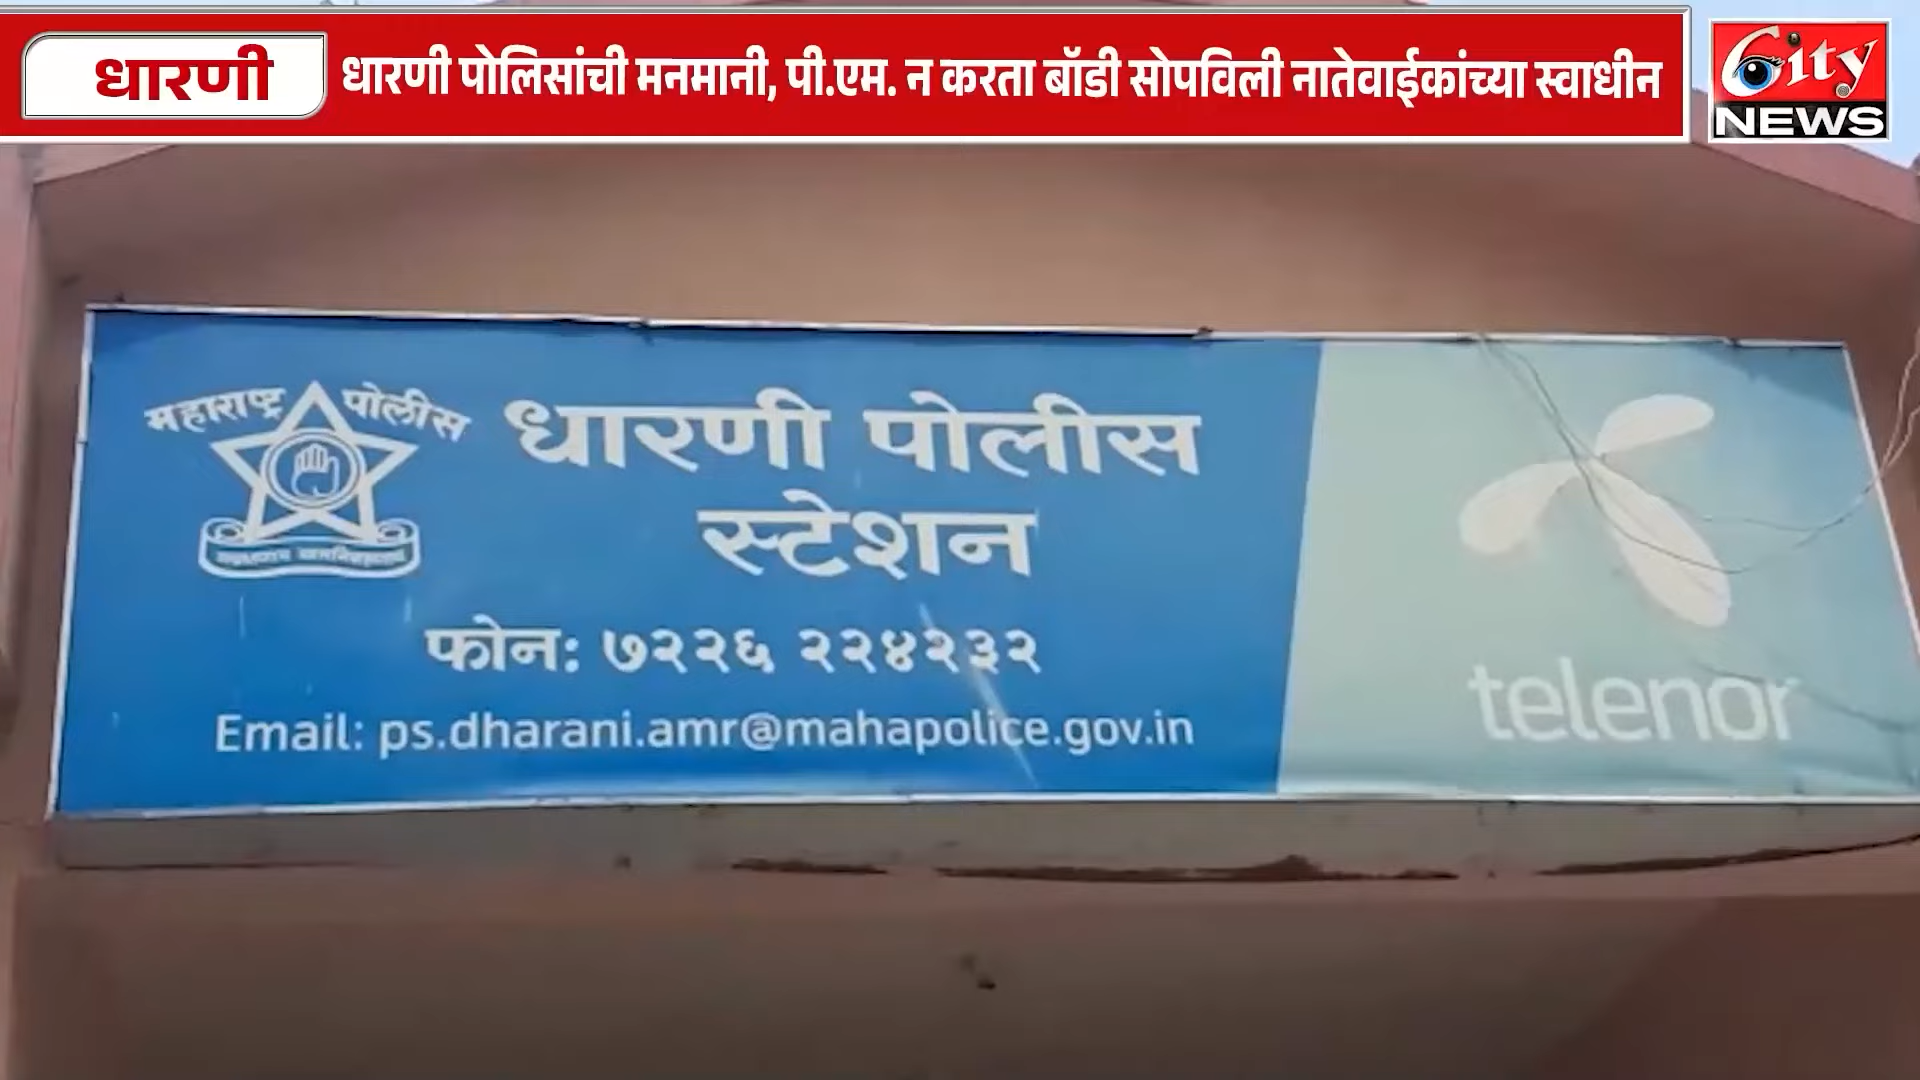 धारणी
धारणी पोलिसांची मनमानी, पी.एम. न करता बॉडी सोपविली नातेवाईकांच्या स्वाधीन
City
NEWS
महाराष्ट्र पोलीस
धारणी पोलीस
स्टेशन
फोन: ७२२६ २२४२३२
Email: ps.dharani.amr@mahapolice.gov.in
telenor